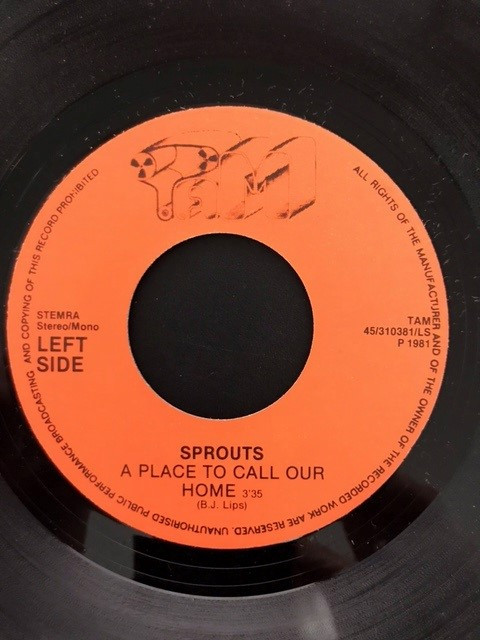 TAM
ALL RIGHTS OF THE MANUFACTURER AND OF THE OWNER OF THE RECORDED WORK ARE RESERVED. UNAUTHORISED PUBLIC PERFORMANCE BROADCASTING AND COPYING OF THIS RECORD PROHIBITED
STEMRA
Stereo/Mono
LEFT
SIDE
TAM
45/310381/LS
P 1981
SPROUTS
A PLACE TO CALL OUR
HOME 3'35
(B.J. Lips)